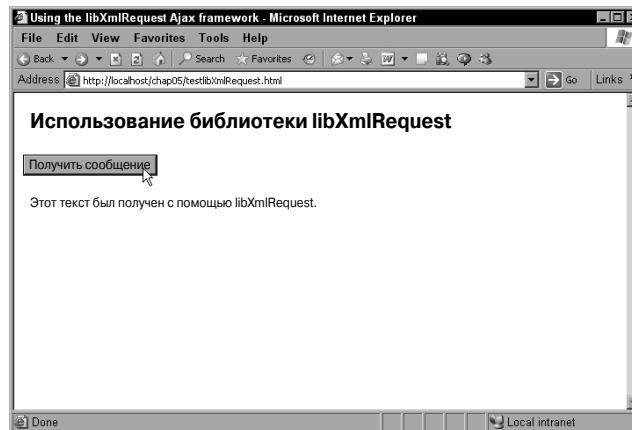 Using the libXmlRequest Ajax framework - Microsoft Internet Explorer
File Edit View Favorites Tools Help
Back Search Favorites
Address http://localhost/chap05/testlibXmlRequest.html Go Links
Использование библиотеки libXmlRequest
Получить сообщение
Этот текст был получен с помощью libXmlRequest.
Done Local intranet